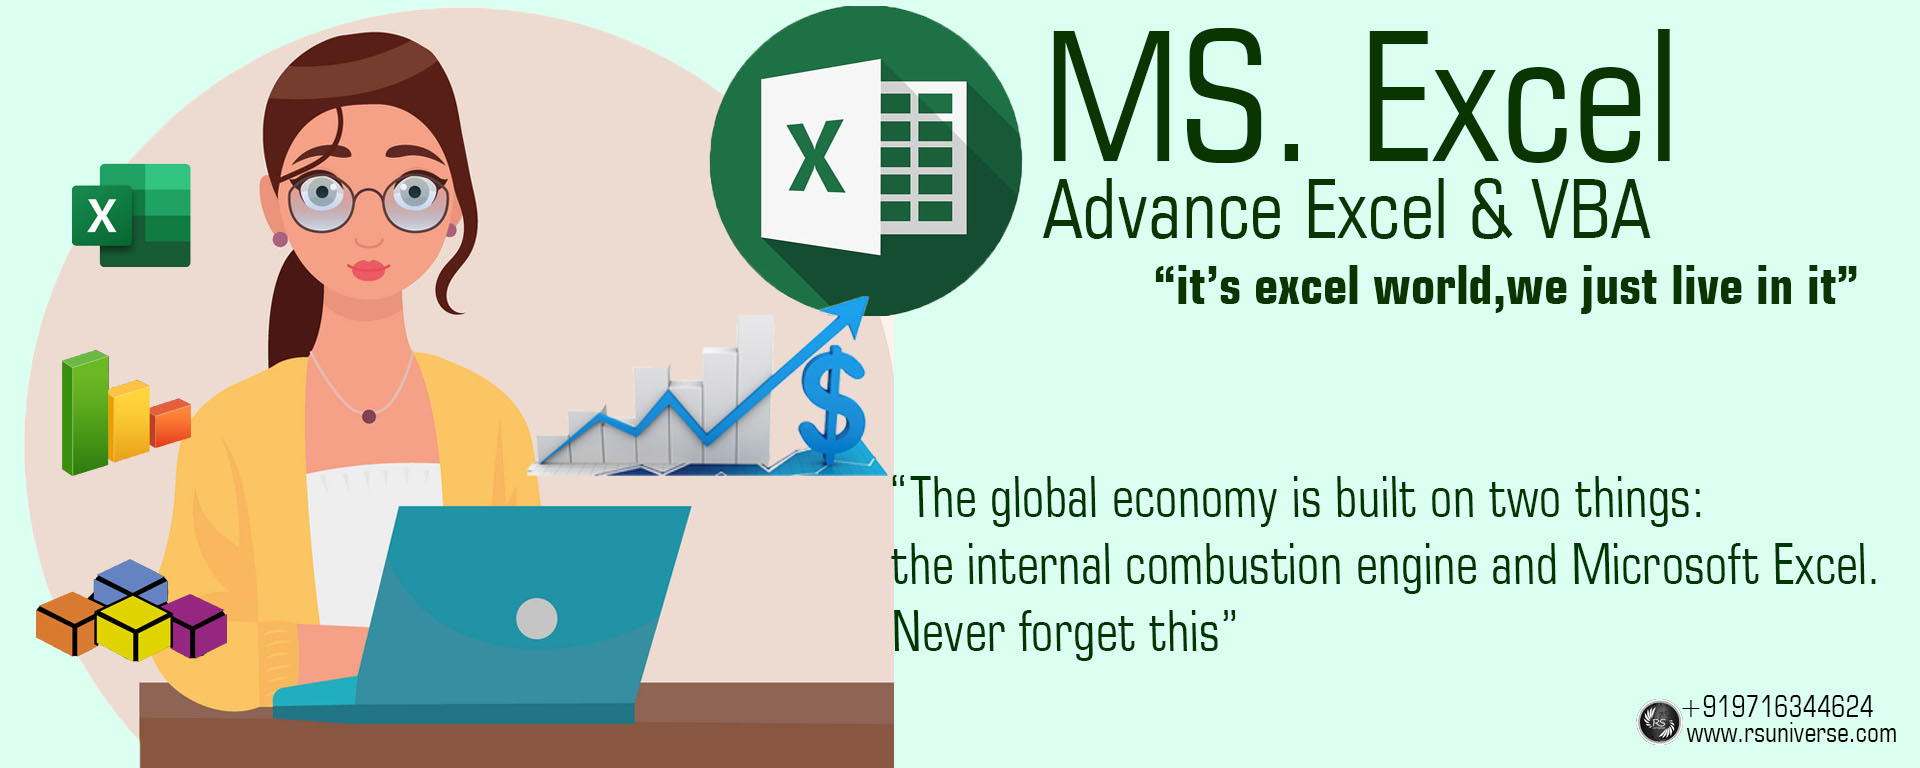 MS. Excel
Advance Excel & VBA
“it’s excel world,we just live in it”
X
X
“The global economy is built on two things:
the internal combustion engine and Microsoft Excel.
Never forget this”
RS
+919716344624
www.rsuniverse.com